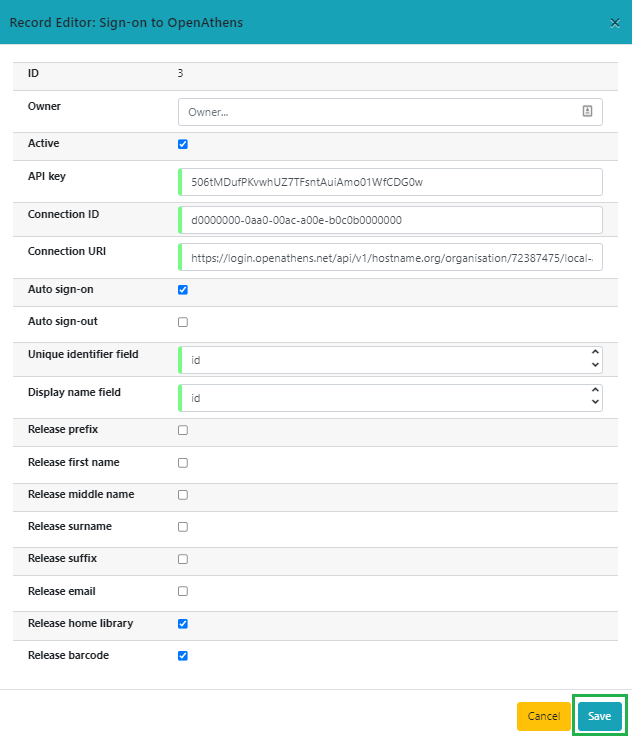 Record Editor: Sign-on to OpenAthens ×
ID 3
Owner Owner...
Active
API key 506tMDufPKvwhUZ7TFsntAuiAmo01WfCDG0w
Connection ID d0000000-0aa0-00ac-a00e-b0c0b0000000
Connection URI https://login.openathens.net/api/v1/hostname.org/organisation/72387475/local-
Auto sign-on
Auto sign-out
Unique identifier field id
Display name field id
Release prefix
Release first name
Release middle name
Release surname
Release suffix
Release email
Release home library
Release barcode
Cancel Save